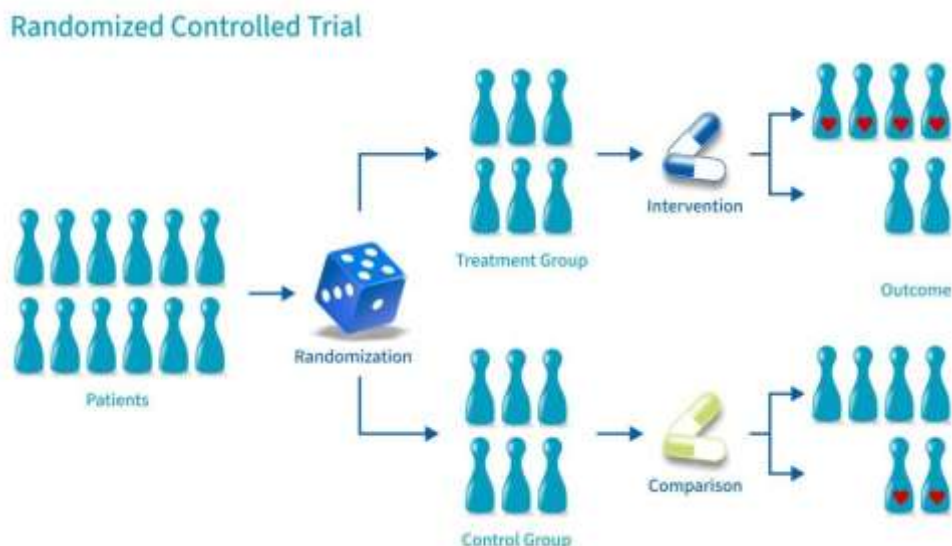 Randomized Controlled Trial
Treatment Group
Intervention
Outcome
Patients
Randomization
Control Group
Comparison